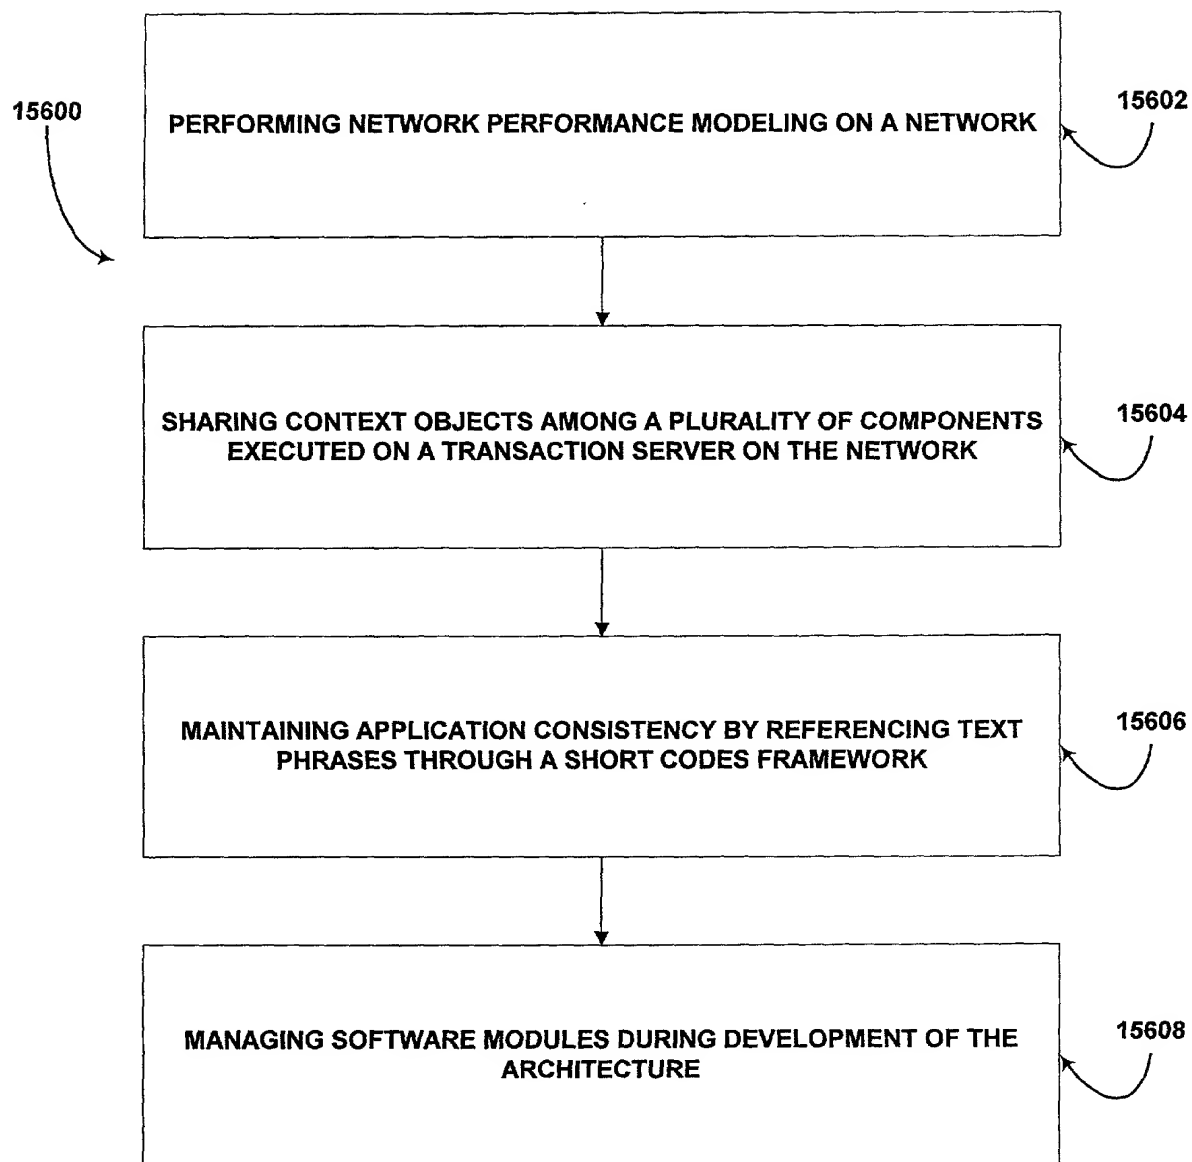 15600
PERFORMING NETWORK PERFORMANCE MODELING ON A NETWORK
15602
SHARING CONTEXT OBJECTS AMONG A PLURALITY OF COMPONENTS
EXECUTED ON A TRANSACTION SERVER ON THE NETWORK
15604
MAINTAINING APPLICATION CONSISTENCY BY REFERENCING TEXT
PHRASES THROUGH A SHORT CODES FRAMEWORK
15606
MANAGING SOFTWARE MODULES DURING DEVELOPMENT OF THE
ARCHITECTURE
15608